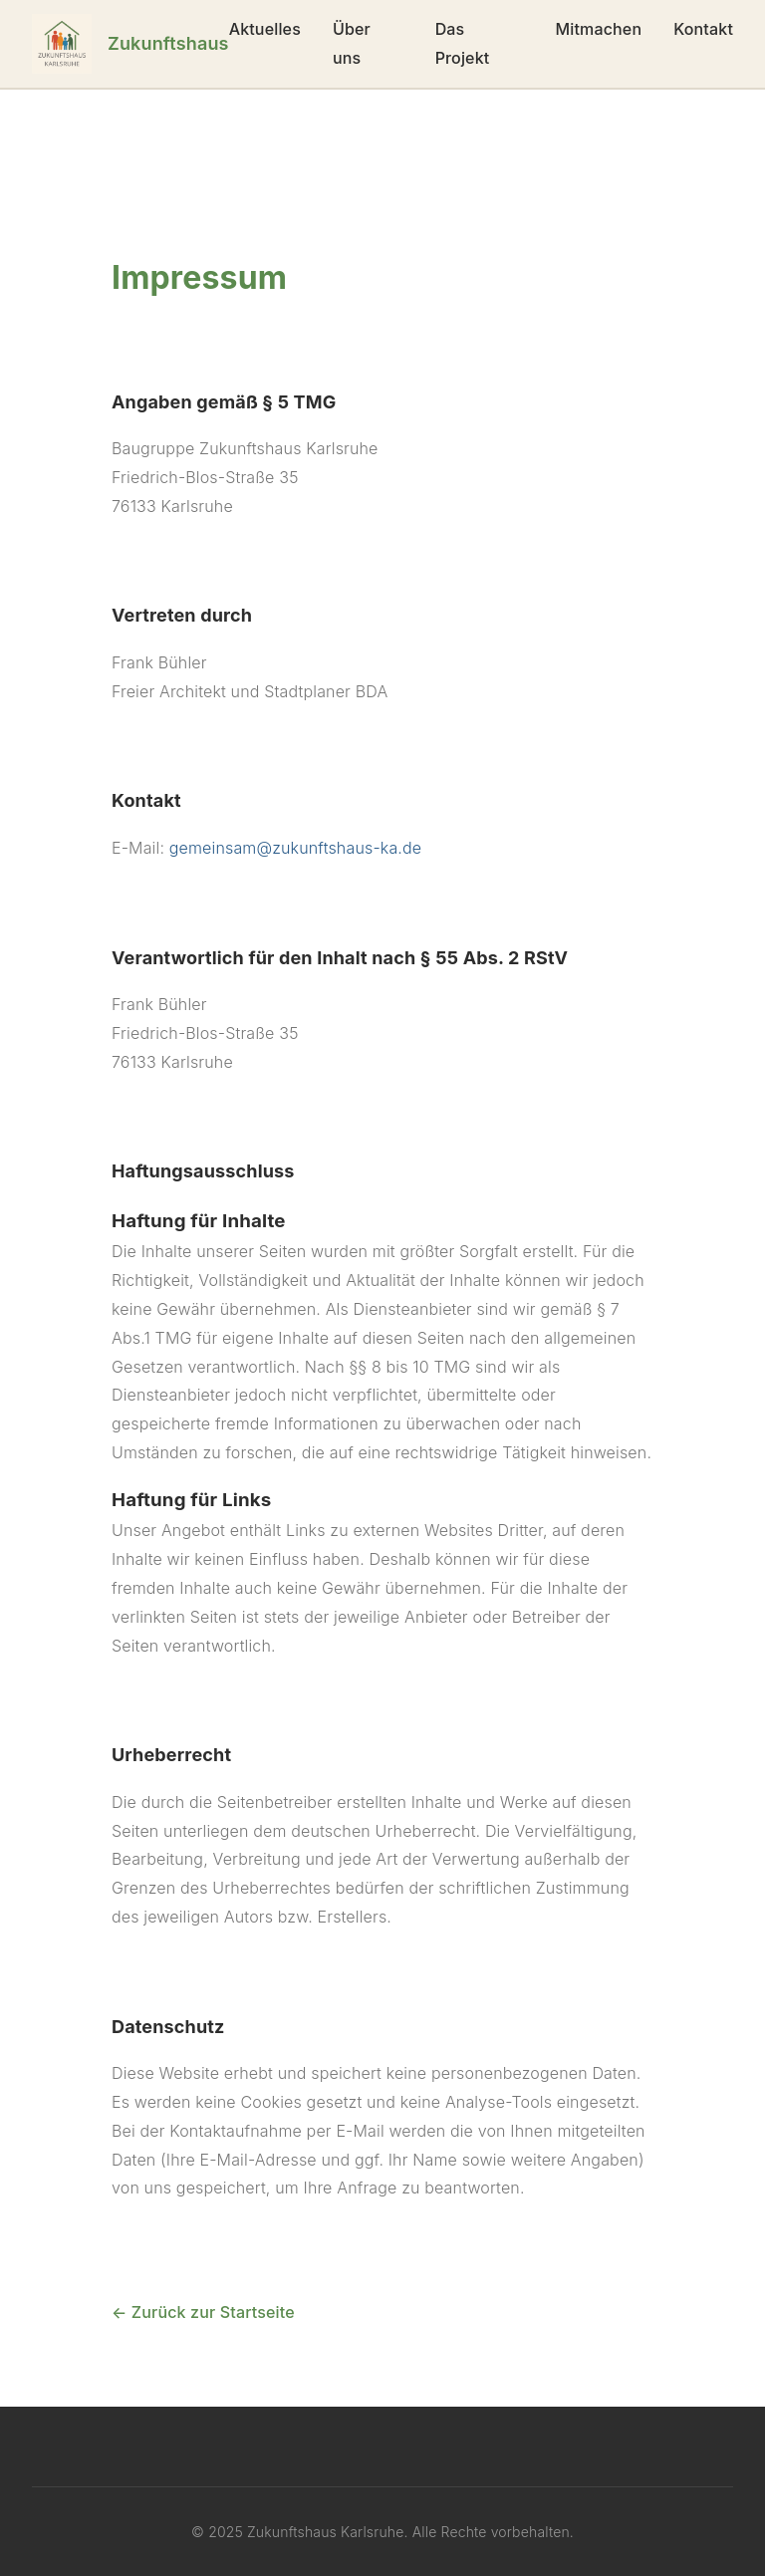 ZUKUNFTSHAUS
KARLSRUHE
Zukunftshaus
Aktuelles
Über
uns
Das
Projekt
Mitmachen
Kontakt
Impressum
Angaben gemäß § 5 TMG
Baugruppe Zukunftshaus Karlsruhe
Friedrich-Blos-Straße 35
76133 Karlsruhe
Vertreten durch
Frank Bühler
Freier Architekt und Stadtplaner BDA
Kontakt
E-Mail: gemeinsam@zukunftshaus-ka.de
Verantwortlich für den Inhalt nach § 55 Abs. 2 RStV
Frank Bühler
Friedrich-Blos-Straße 35
76133 Karlsruhe
Haftungsausschluss
Haftung für Inhalte
Die Inhalte unserer Seiten wurden mit größter Sorgfalt erstellt. Für die
Richtigkeit, Vollständigkeit und Aktualität der Inhalte können wir jedoch
keine Gewähr übernehmen. Als Diensteanbieter sind wir gemäß § 7
Abs.1 TMG für eigene Inhalte auf diesen Seiten nach den allgemeinen
Gesetzen verantwortlich. Nach §§ 8 bis 10 TMG sind wir als
Diensteanbieter jedoch nicht verpflichtet, übermittelte oder
gespeicherte fremde Informationen zu überwachen oder nach
Umständen zu forschen, die auf eine rechtswidrige Tätigkeit hinweisen.
Haftung für Links
Unser Angebot enthält Links zu externen Websites Dritter, auf deren
Inhalte wir keinen Einfluss haben. Deshalb können wir für diese
fremden Inhalte auch keine Gewähr übernehmen. Für die Inhalte der
verlinkten Seiten ist stets der jeweilige Anbieter oder Betreiber der
Seiten verantwortlich.
Urheberrecht
Die durch die Seitenbetreiber erstellten Inhalte und Werke auf diesen
Seiten unterliegen dem deutschen Urheberrecht. Die Vervielfältigung,
Bearbeitung, Verbreitung und jede Art der Verwertung außerhalb der
Grenzen des Urheberrechtes bedürfen der schriftlichen Zustimmung
des jeweiligen Autors bzw. Erstellers.
Datenschutz
Diese Website erhebt und speichert keine personenbezogenen Daten.
Es werden keine Cookies gesetzt und keine Analyse-Tools eingesetzt.
Bei der Kontaktaufnahme per E-Mail werden die von Ihnen mitgeteilten
Daten (Ihre E-Mail-Adresse und ggf. Ihr Name sowie weitere Angaben)
von uns gespeichert, um Ihre Anfrage zu beantworten.
← Zurück zur Startseite
© 2025 Zukunftshaus Karlsruhe. Alle Rechte vorbehalten.